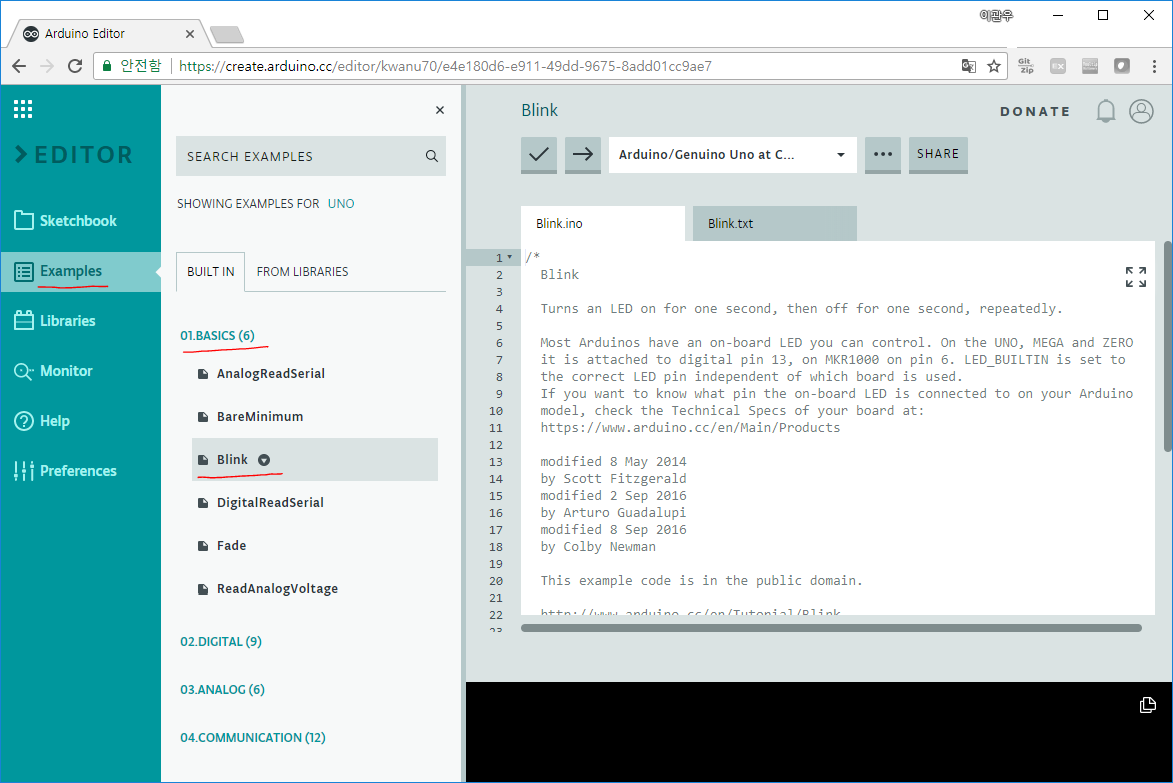 이관우
Arduino Editor
안전함
https://create.arduino.cc/editor/kwanu70/e4e180d6-e911-49dd-9675-8add01cc9ae7
Git Zip
EDITOR
Sketchbook
Examples
Libraries
Monitor
Help
Preferences
SEARCH EXAMPLES
SHOWING EXAMPLES FOR UNO
BUILT IN
FROM LIBRARIES
01.BASICS (6)
AnalogReadSerial
BareMinimum
Blink
DigitalReadSerial
Fade
ReadAnalogVoltage
02.DIGITAL (9)
03.ANALOG (6)
04.COMMUNICATION (12)
Blink
DONATE
Arduino/Genuino Uno at C...
SHARE
Blink.ino
Blink.txt
1 /*
2 Blink
3
4 Turns an LED on for one second, then off for one second, repeatedly.
5
6 Most Arduinos have an on-board LED you can control. On the UNO, MEGA and ZERO
7 it is attached to digital pin 13, on MKR1000 on pin 6. LED_BUILTIN is set to
8 the correct LED pin independent of which board is used.
9 If you want to know what pin the on-board LED is connected to on your Arduino
10 model, check the Technical Specs of your board at:
11 https://www.arduino.cc/en/Main/Products
12
13 modified 8 May 2014
14 by Scott Fitzgerald
15 modified 2 Sep 2016
16 by Arturo Guadalupi
17 modified 8 Sep 2016
18 by Colby Newman
19
20 This example code is in the public domain.
21
22 http://www.arduino.cc/en/Tutorial/Blink
23